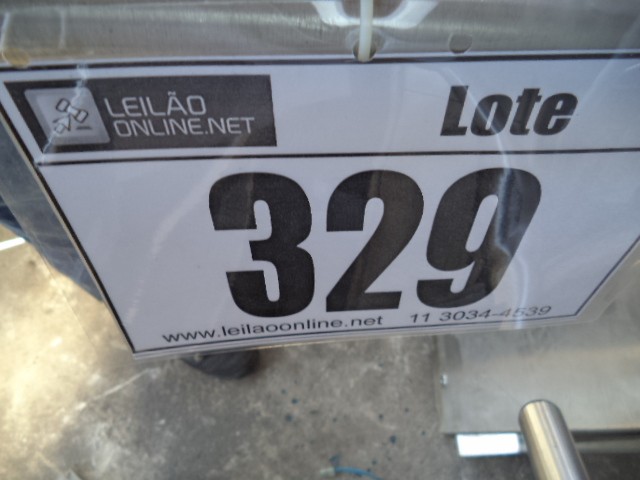 LEILÃO
ONLINE.NET
Lote
329
www.leilaoonline.net 11 3034-4539